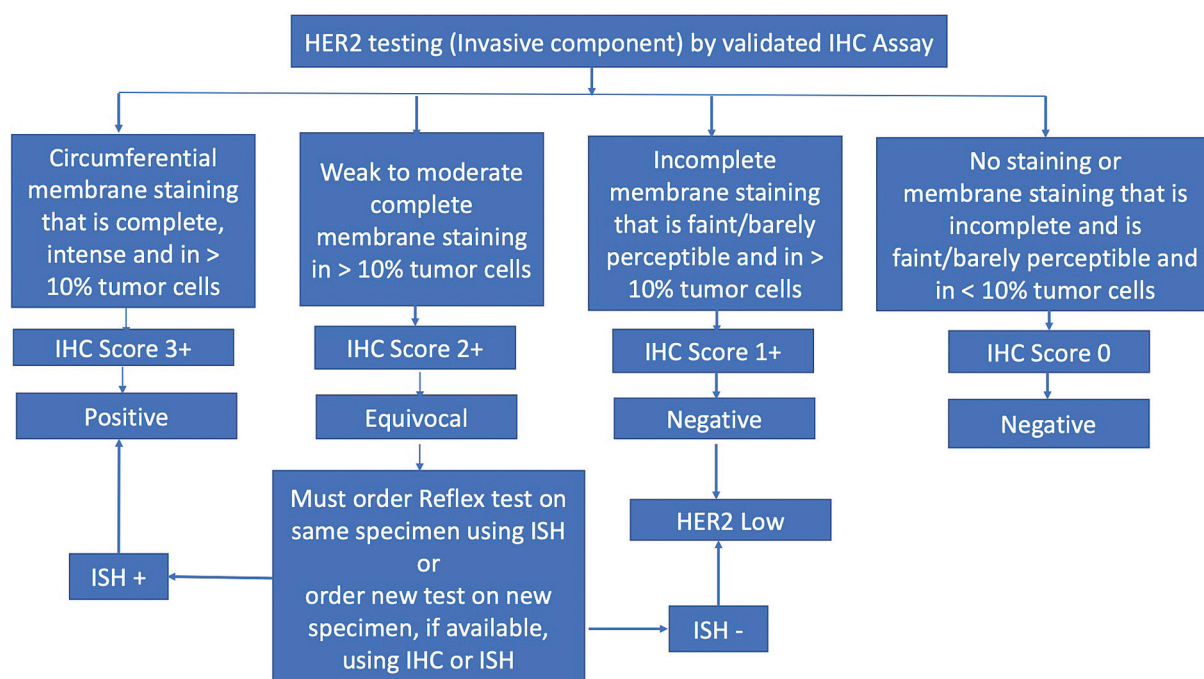 HER2 testing (Invasive component) by validated IHC Assay
Circumferential
membrane staining
that is complete,
intense and in >
10% tumor cells
Weak to moderate
complete
membrane staining
in > 10% tumor cells
Incomplete
membrane staining
that is faint/barely
perceptible and in >
10% tumor cells
No staining or
membrane staining that is
incomplete and is
faint/barely perceptible and
in < 10% tumor cells
IHC Score 3+
IHC Score 2+
IHC Score 1+
IHC Score 0
Positive
Equivocal
Negative
Negative
Must order Reflex test on
same specimen using ISH
or
order new test on new
specimen, if available,
using IHC or ISH
HER2 Low
ISH +
ISH -